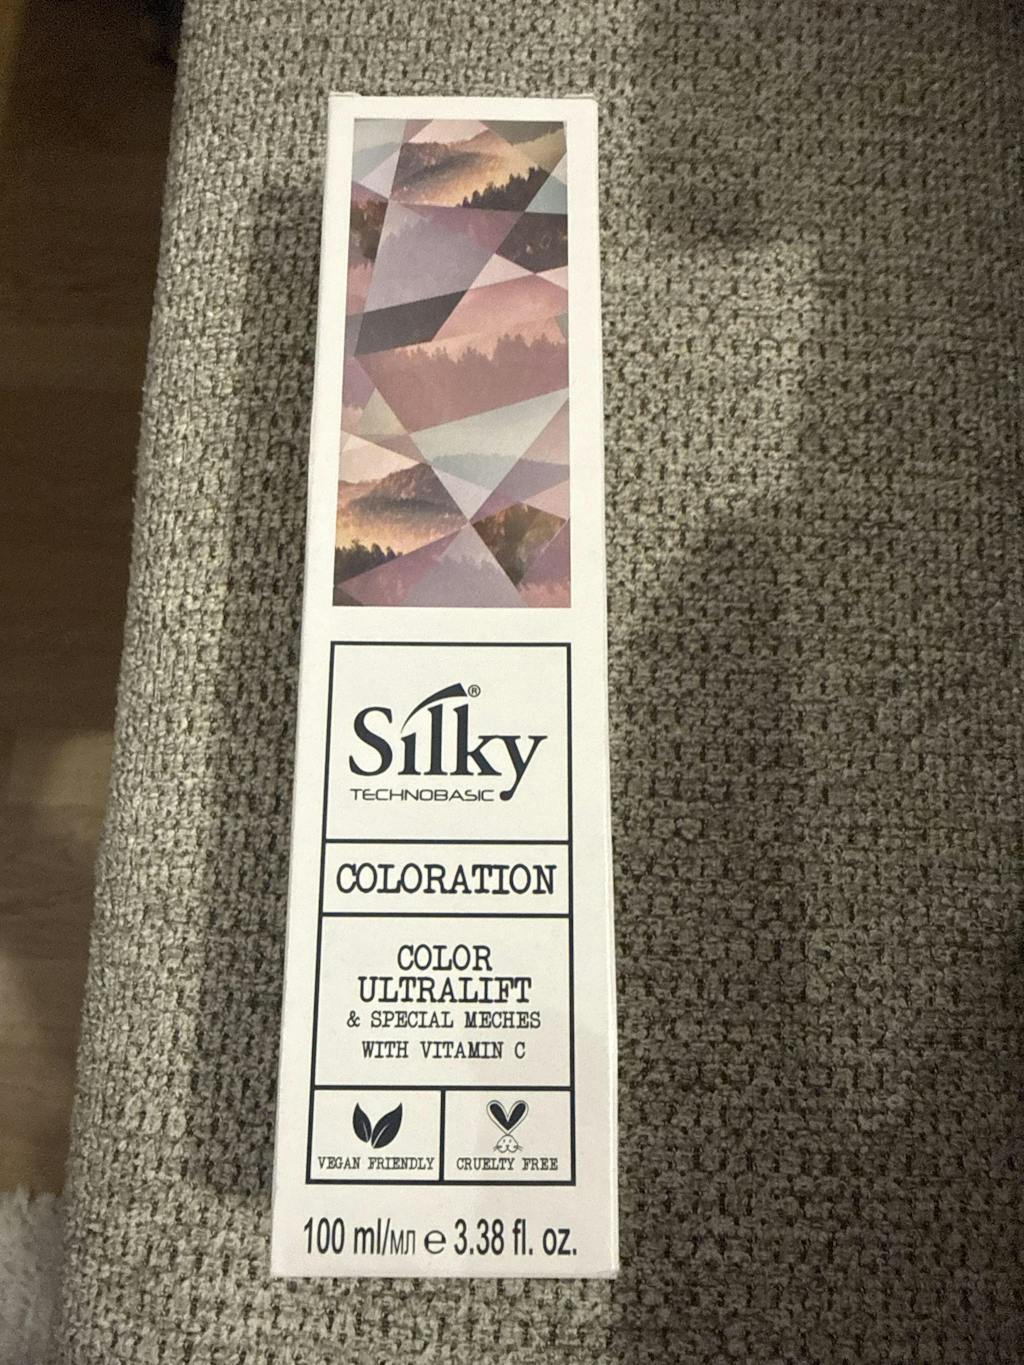 Silky®
TECHNOBASIC
COLORATION
COLOR
ULTRALIFT
& SPECIAL MECHES
WITH VITAMIN C
VEGAN FRIENDLY
CRUELTY FREE
100 ml/мл ℮ 3.38 fl. oz.